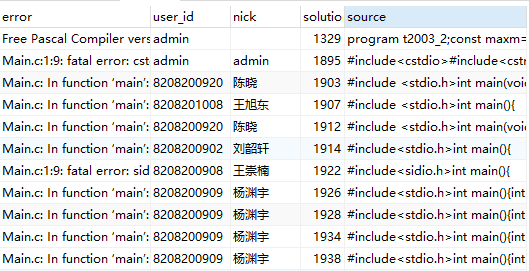 error user_id nick solutio source
Free Pascal Compiler vers admin 1329 program t2003_2;const maxm=
Main.c:1:9: fatal error: cst admin admin 1895 #include<cstdio>#include<cstr
Main.c: In function ‘main’: 8208200920 陈晓 1903 #include <stdio.h>int main(void
Main.c: In function ‘main’: 8208201008 王旭东 1907 #include <stdio.h>int main(){
Main.c: In function ‘main’: 8208200920 陈晓 1912 #include <stdio.h>int main(void
Main.c: In function ‘main’: 8208200902 刘韶轩 1914 #include<stdio.h>int main(){
Main.c:1:9: fatal error: sid 8208200908 王崇楠 1922 #include<sidio.h>int main(){
Main.c: In function ‘main’: 8208200909 杨渊宇 1926 #include<stdio.h>int main(){int
Main.c: In function ‘main’: 8208200909 杨渊宇 1928 #include<stdio.h>int main(){int
Main.c: In function ‘main’: 8208200909 杨渊宇 1934 #include<stdio.h>int main(){int
Main.c: In function ‘main’: 8208200909 杨渊宇 1938 #include<stdio.h>int main(){int